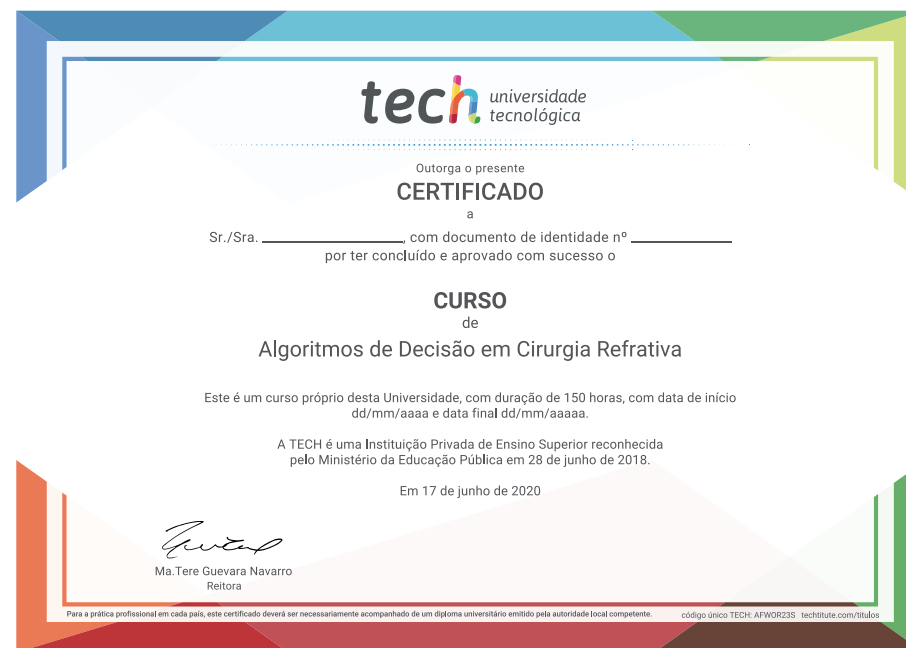 tech universidade
tecnológica
Outorga o presente
CERTIFICADO
a
Sr./Sra. ____________, com documento de identidade nº ____________
por ter concluído e aprovado com sucesso o
CURSO
de
Algoritmos de Decisão em Cirurgia Refrativa
Este é um curso próprio desta Universidade, com duração de 150 horas, com data de início
dd/mm/aaaa e data final dd/mm/aaaaa.
A TECH é uma Instituição Privada de Ensino Superior reconhecida
pelo Ministério da Educação Pública em 28 de junho de 2018.
Em 17 de junho de 2020
Ma.Tere Guevara Navarro
Reitora
Para a prática profissional em cada país, este certificado deverá ser necessariamente acompanhado de um diploma universitário emitido pela autoridade local competente. código único TECH: AFWOR23S techtitute.com/titulos